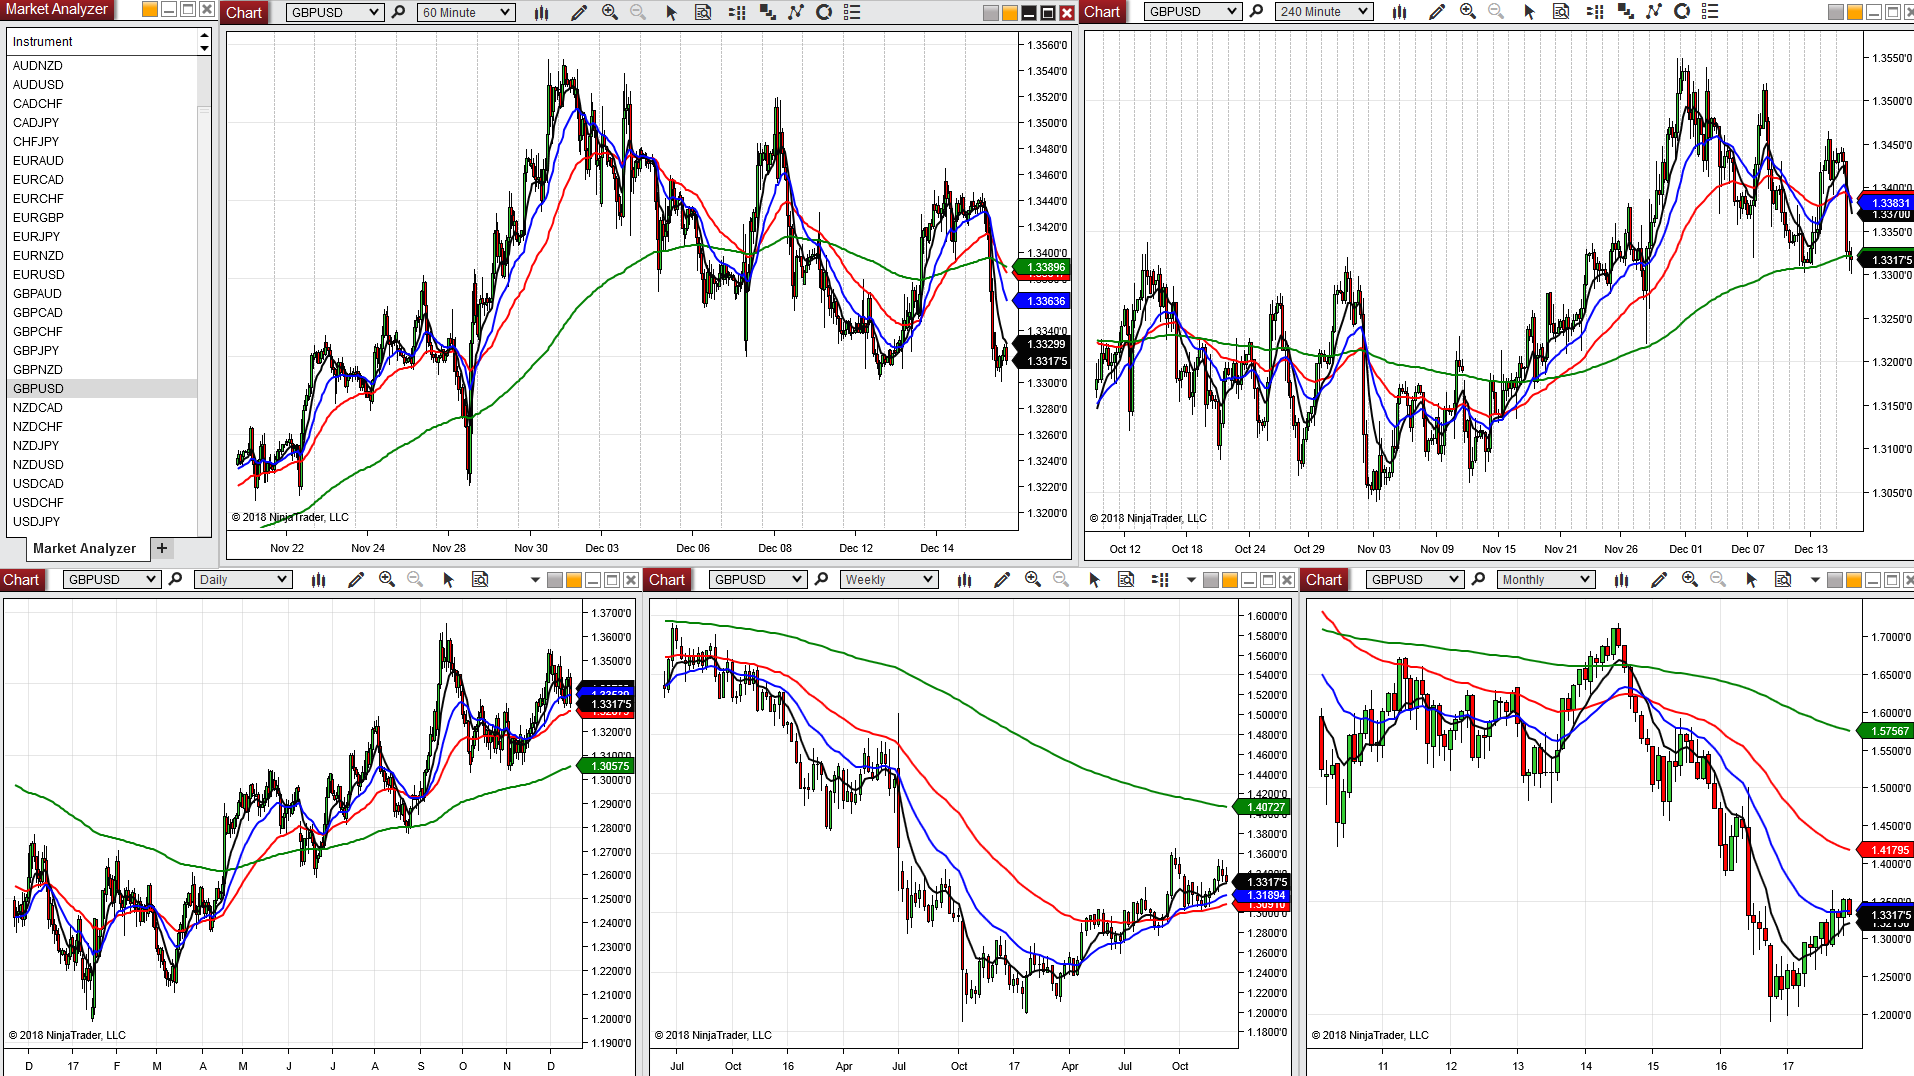 Market Analyzer
Instrument
AUDNZD
AUDUSD
CADCHF
CADJPY
CHFJPY
EURAUD
EURCAD
EURCHF
EURGBP
EURJPY
EURNZD
EURUSD
GBPAUD
GBPCAD
GBPCHF
GBPJPY
GBPNZD
GBPUSD
NZDCAD
NZDCHF
NZDJPY
NZDUSD
USDCAD
USDCHF
USDJPY
Market Analyzer +
Chart GBPUSD 60 Minute
1.3560'0
1.3540'0
1.3520'0
1.3500'0
1.3480'0
1.3460'0
1.3440'0
1.3420'0
1.3400'0
1.33896
1.33636
1.3340'0
1.33299
1.3317'5
1.3300'0
1.3280'0
1.3260'0
1.3240'0
1.3220'0
1.3200'0
© 2018 NinjaTrader, LLC
Nov 22 Nov 24 Nov 28 Nov 30 Dec 03 Dec 06 Dec 08 Dec 12 Dec 14
Chart GBPUSD 240 Minute
1.3550'0
1.3500'0
1.3450'0
1.3400'0
1.33831
1.33700
1.3350'0
1.3317'5
1.3300'0
1.3250'0
1.3200'0
1.3150'0
1.3100'0
1.3050'0
© 2018 NinjaTrader, LLC
Oct 12 Oct 18 Oct 24 Oct 29 Nov 03 Nov 09 Nov 15 Nov 21 Nov 26 Dec 01 Dec 07 Dec 13
Chart GBPUSD Daily
1.3700'0
1.3600'0
1.3500'0
1.3317'5
1.3200'0
1.3100'0
1.30575
1.3000'0
1.2900'0
1.2800'0
1.2700'0
1.2600'0
1.2500'0
1.2400'0
1.2300'0
1.2200'0
1.2100'0
1.2000'0
1.1900'0
© 2018 NinjaTrader, LLC
D 17 F M A M J J A S O N D
Chart GBPUSD Weekly
1.6000'0
1.5800'0
1.5600'0
1.5400'0
1.5200'0
1.5000'0
1.4800'0
1.4600'0
1.4400'0
1.4200'0
1.40727
1.3800'0
1.3600'0
1.3317'5
1.31894
1.3000'0
1.2800'0
1.2600'0
1.2400'0
1.2200'0
1.2000'0
1.1800'0
© 2018 NinjaTrader, LLC
Jul Oct 16 Apr Jul Oct 17 Apr Jul Oct
Chart GBPUSD Monthly
1.7000'0
1.6500'0
1.6000'0
1.57567
1.5500'0
1.5000'0
1.4500'0
1.41795
1.4000'0
1.3317'5
1.3000'0
1.2500'0
1.2000'0
© 2018 NinjaTrader, LLC
11 12 13 14 15 16 17